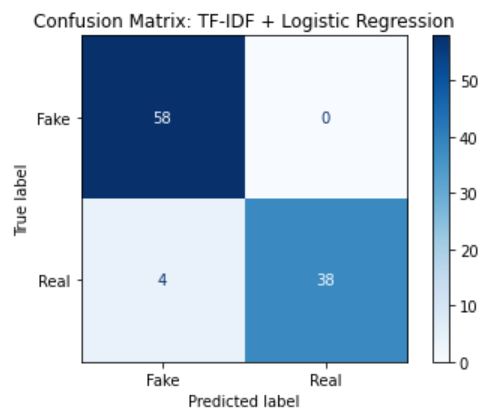 Confusion Matrix: TF-IDF + Logistic Regression
Fake
58
0
Real
4
38
Fake
Real
True label
Predicted label
50
40
30
20
10
0